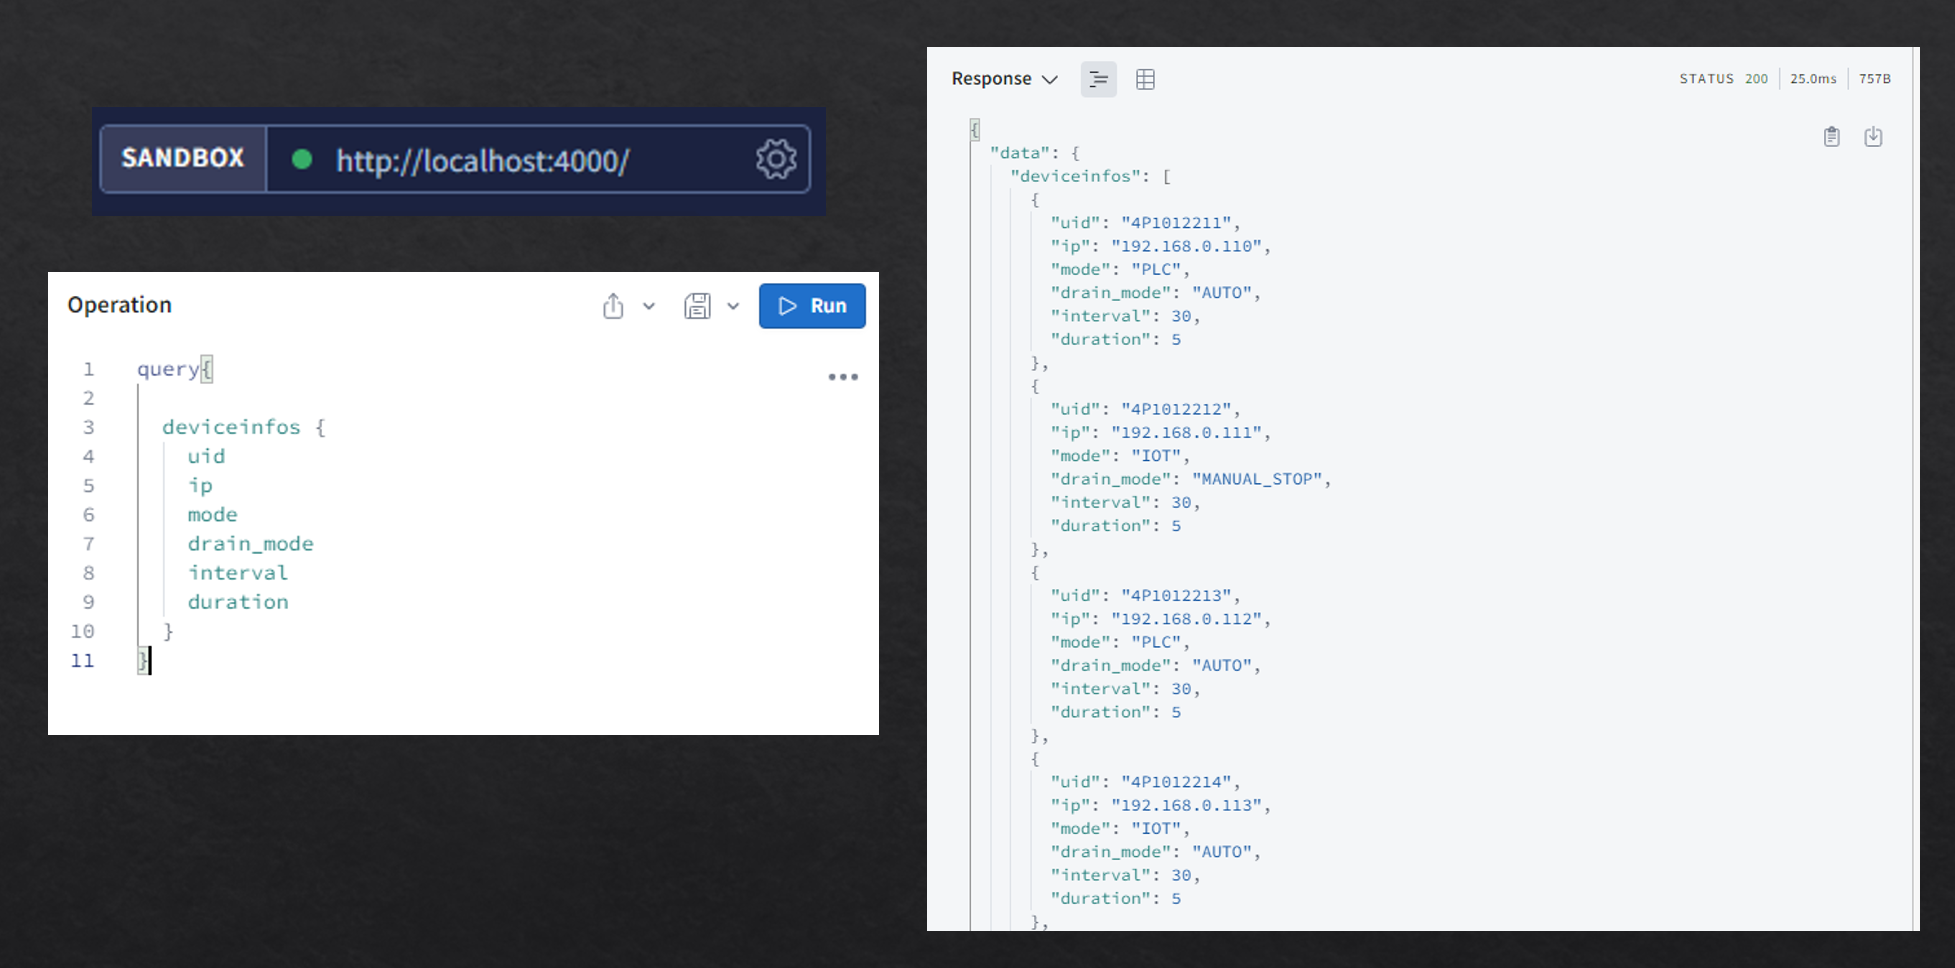 SANDBOX http://localhost:4000/
Operation Run
1 query{
2
3 deviceinfos {
4 uid
5 ip
6 mode
7 drain_mode
8 interval
9 duration
10 }
11 }
Response STATUS 200 25.0ms 757B
{
"data": {
"deviceinfos": [
{
"uid": "4P1012211",
"ip": "192.168.0.110",
"mode": "PLC",
"drain_mode": "AUTO",
"interval": 30,
"duration": 5
},
{
"uid": "4P1012212",
"ip": "192.168.0.111",
"mode": "IOT",
"drain_mode": "MANUAL_STOP",
"interval": 30,
"duration": 5
},
{
"uid": "4P1012213",
"ip": "192.168.0.112",
"mode": "PLC",
"drain_mode": "AUTO",
"interval": 30,
"duration": 5
},
{
"uid": "4P1012214",
"ip": "192.168.0.113",
"mode": "IOT",
"drain_mode": "AUTO",
"interval": 30,
"duration": 5
},